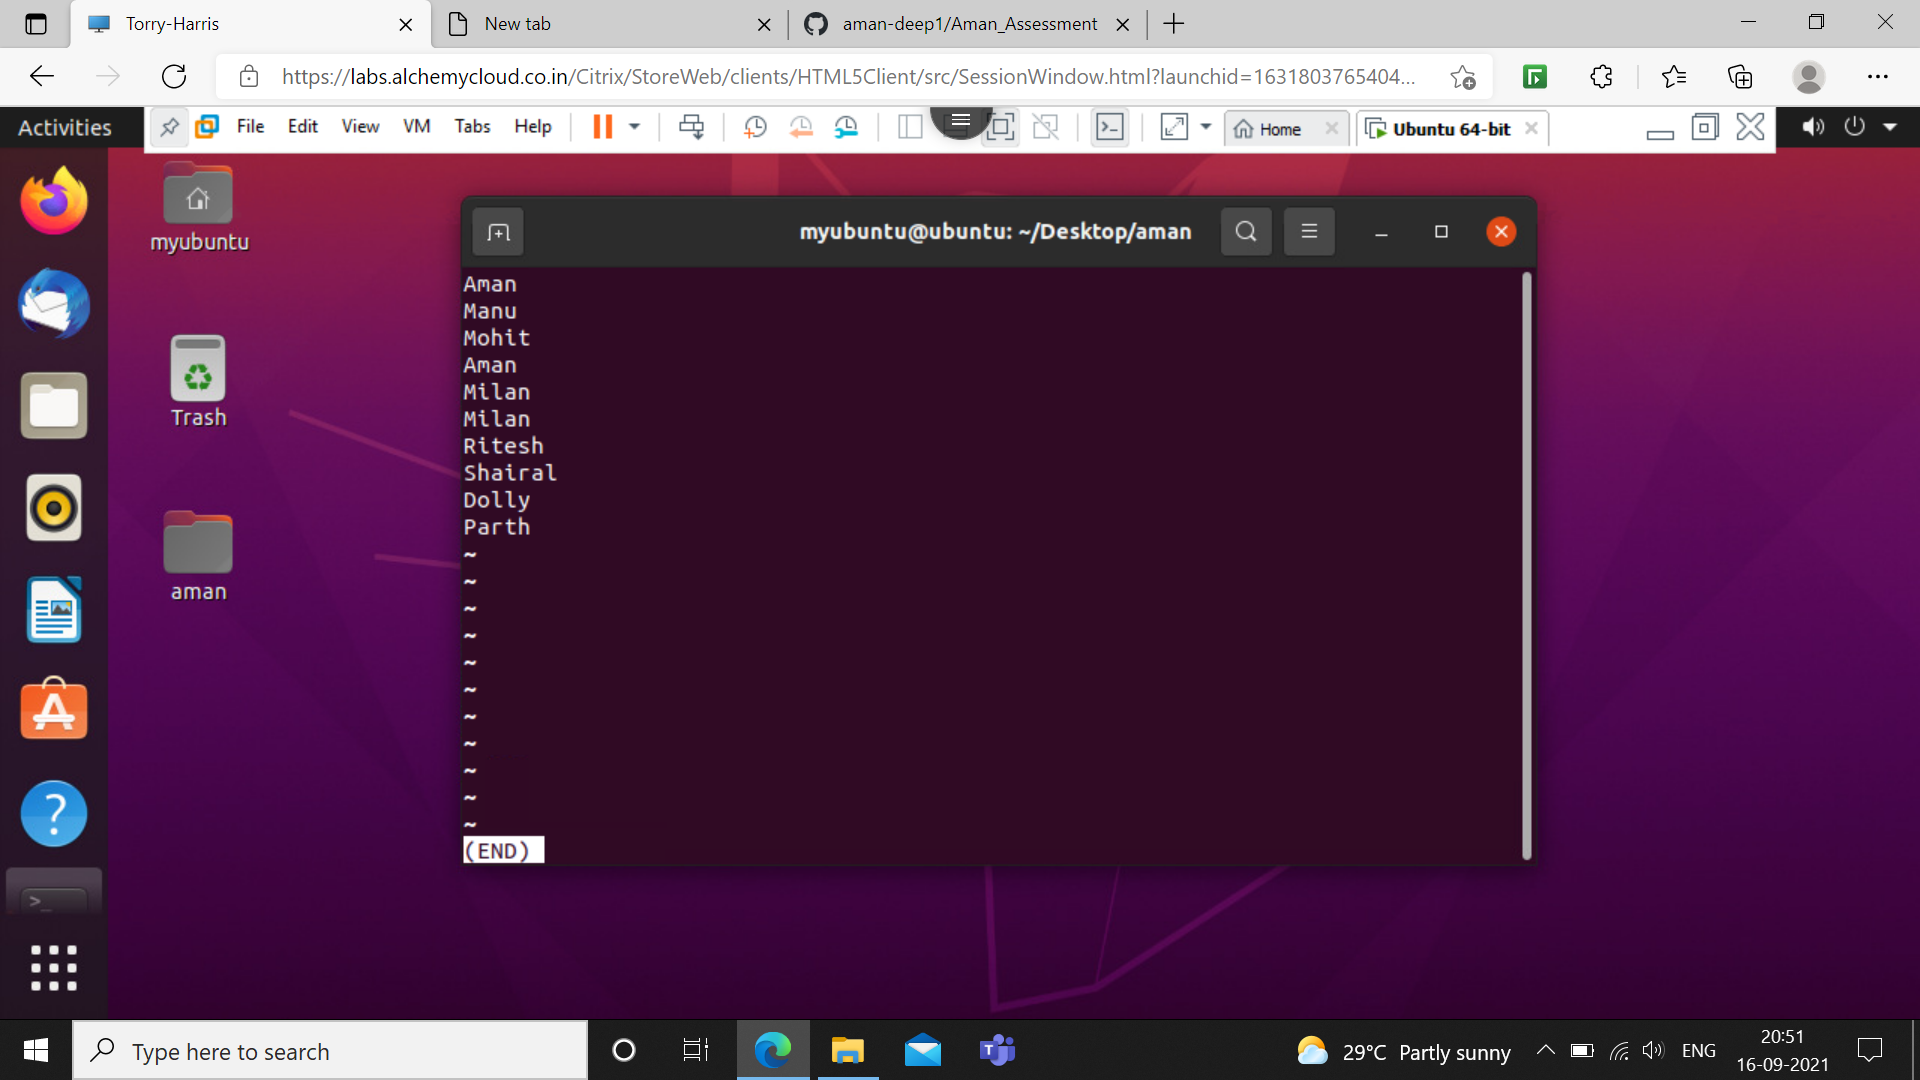 Torry-Harris
New tab
aman-deep1/Aman_Assessment
https://labs.alchemycloud.co.in/Citrix/StoreWeb/clients/HTML5Client/src/SessionWindow.html?launchid=1631803765404...
Activities
File Edit View VM Tabs Help
Home
Ubuntu 64-bit
myubuntu
Trash
aman
myubuntu@ubuntu: ~/Desktop/aman
Aman
Manu
Mohit
Aman
Milan
Milan
Ritesh
Shairal
Dolly
Parth
~
~
~
~
~
~
~
~
~
~
~
(END)
Type here to search
29°C Partly sunny
ENG
20:51
16-09-2021